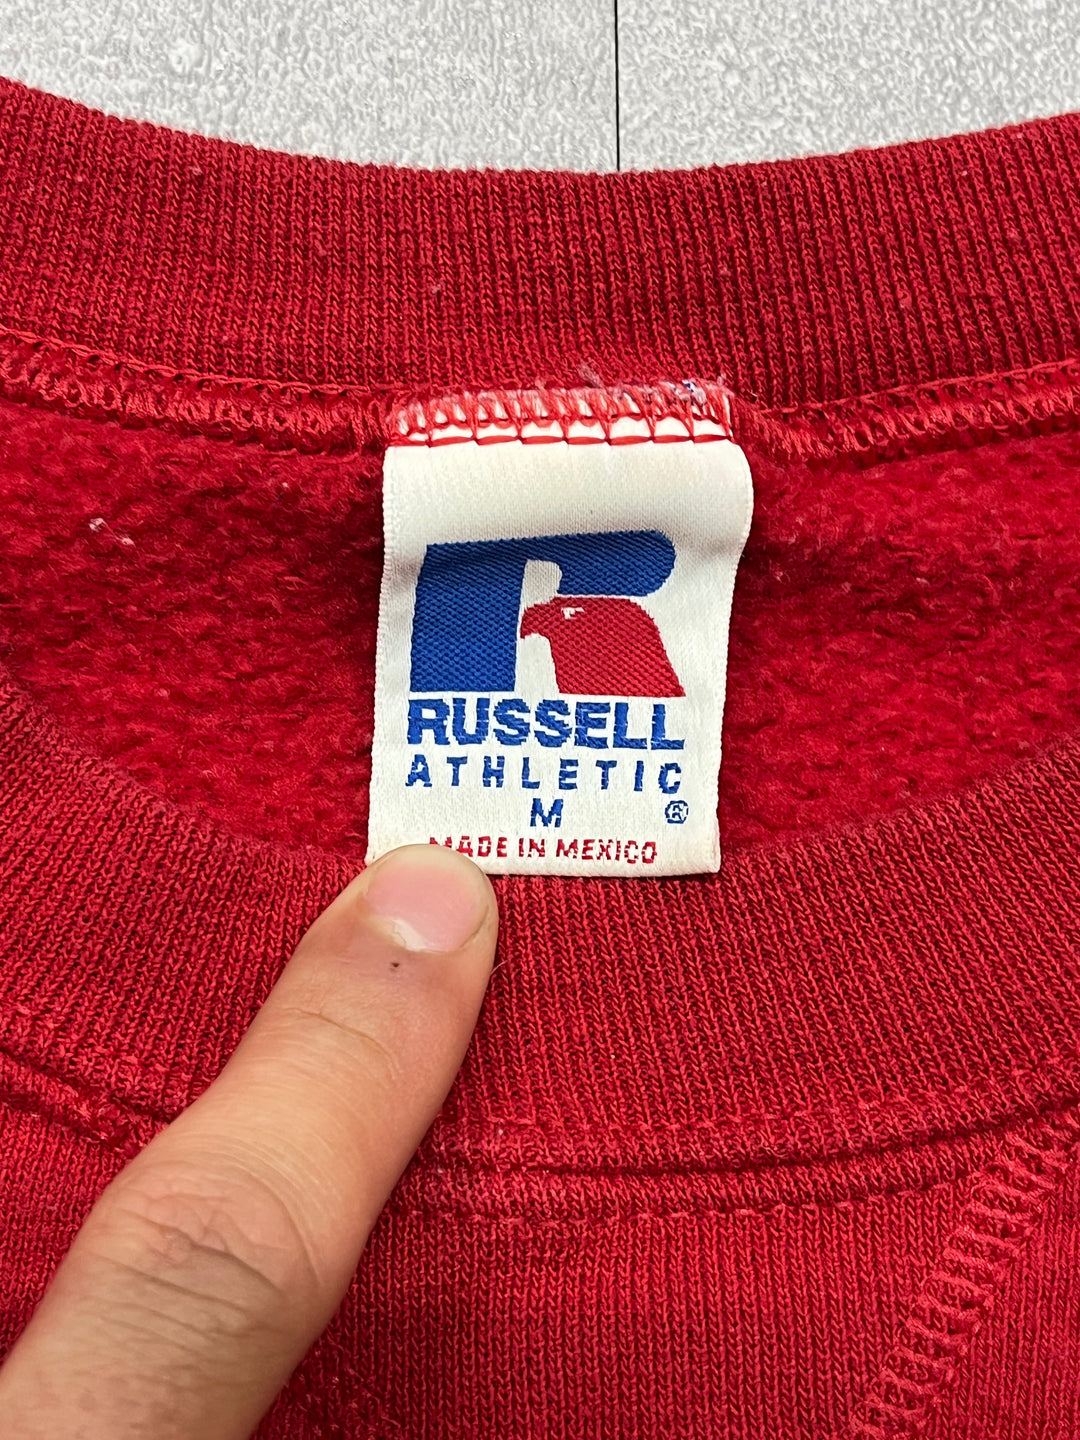 R
RUSSELL
ATHLETIC
M ®
MADE IN MEXICO